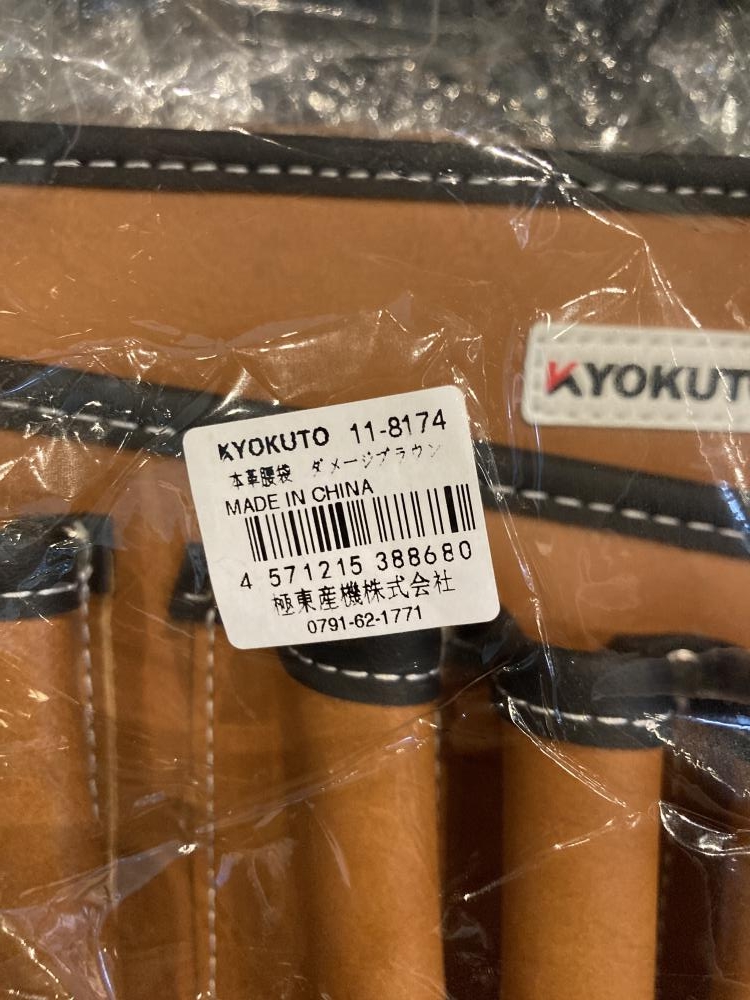 KYOKUTO
KYOKUTO 11-8174
本革腰袋 ダメージブラウン
MADE IN CHINA
4 571215 388680
極東産機株式会社
0791-62-1771